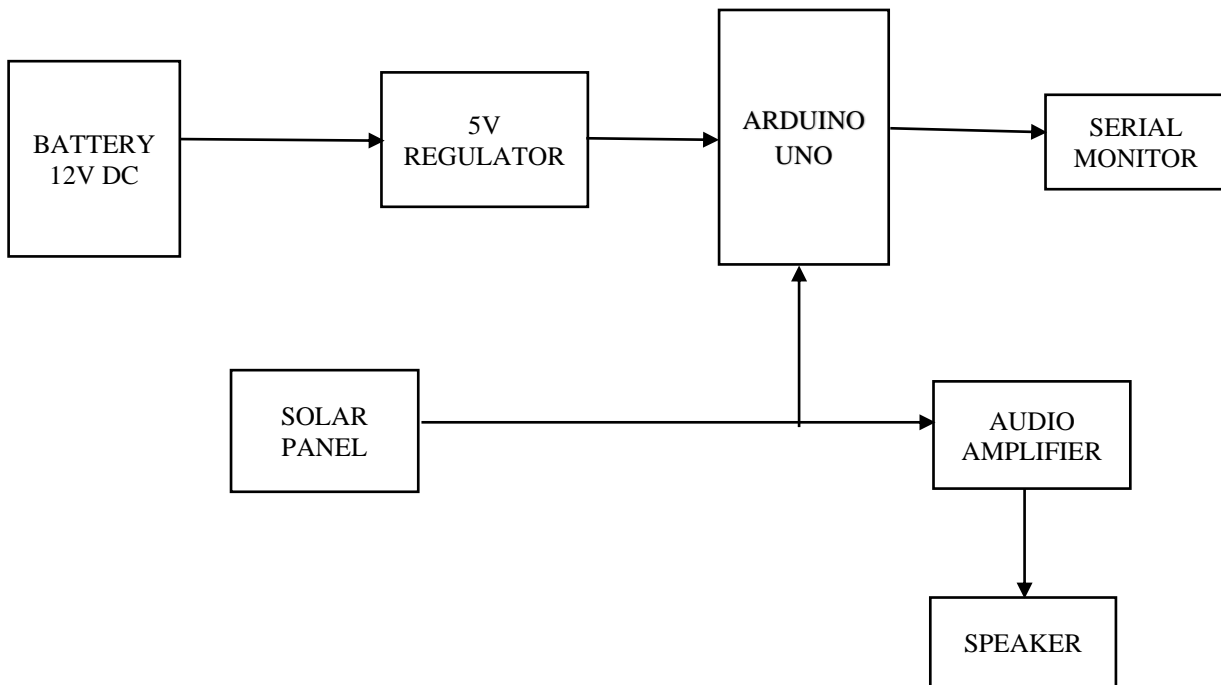 BATTERY
12V DC
5V
REGULATOR
ARDUINO
UNO
SERIAL
MONITOR
SOLAR
PANEL
AUDIO
AMPLIFIER
SPEAKER